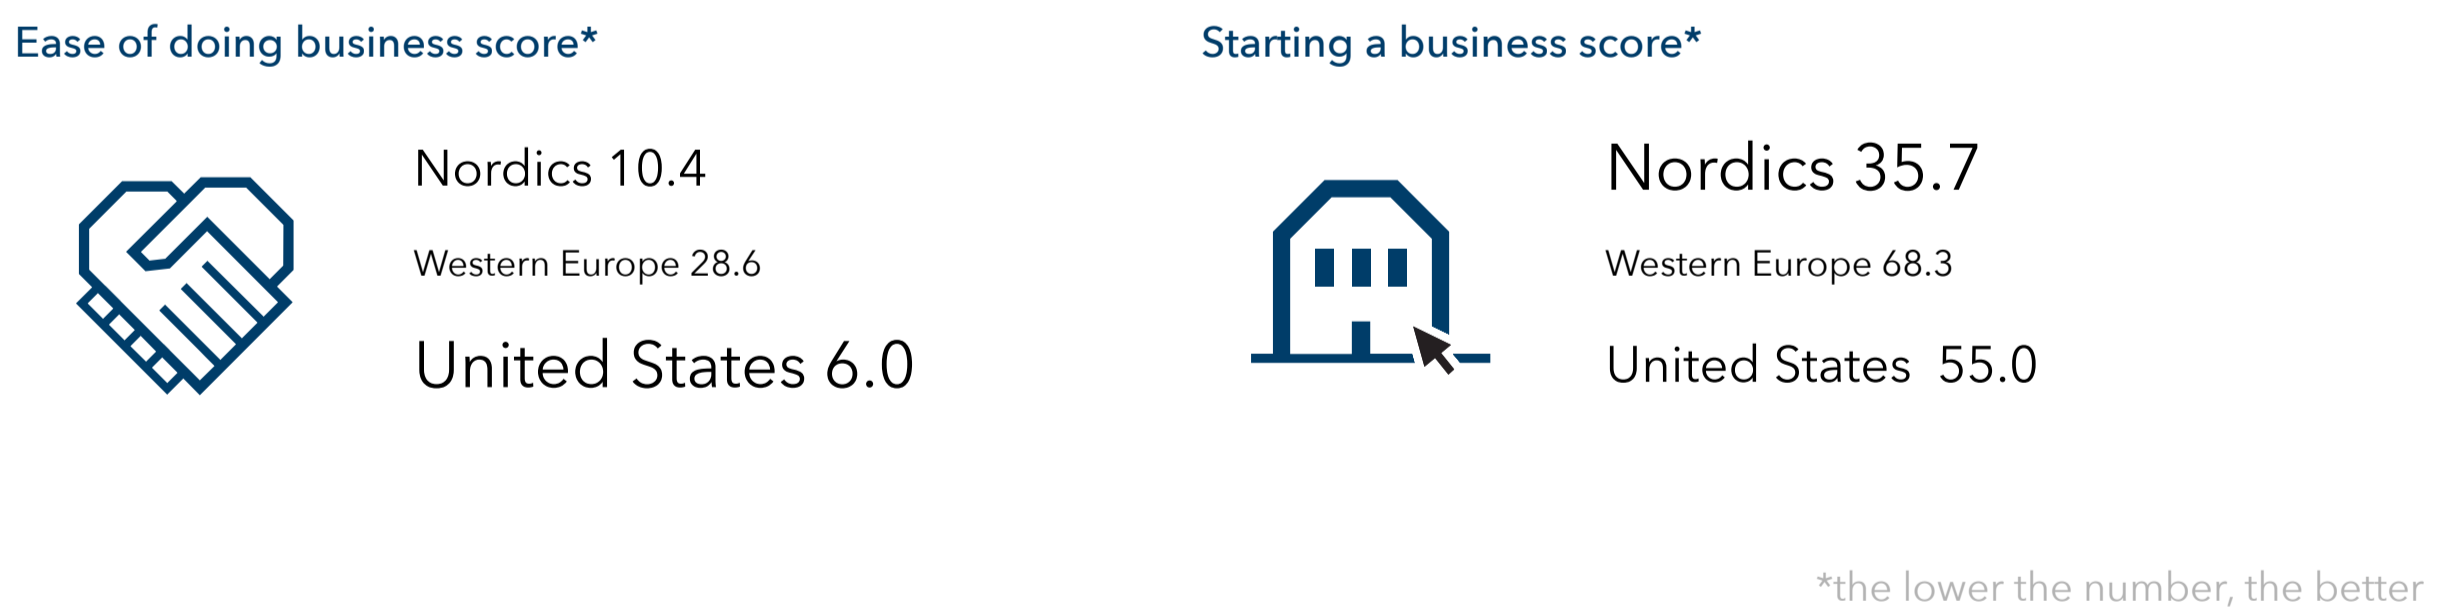 Ease of doing business score*
Nordics 10.4
Western Europe 28.6
United States 6.0
Starting a business score*
Nordics 35.7
Western Europe 68.3
United States 55.0
*the lower the number, the better